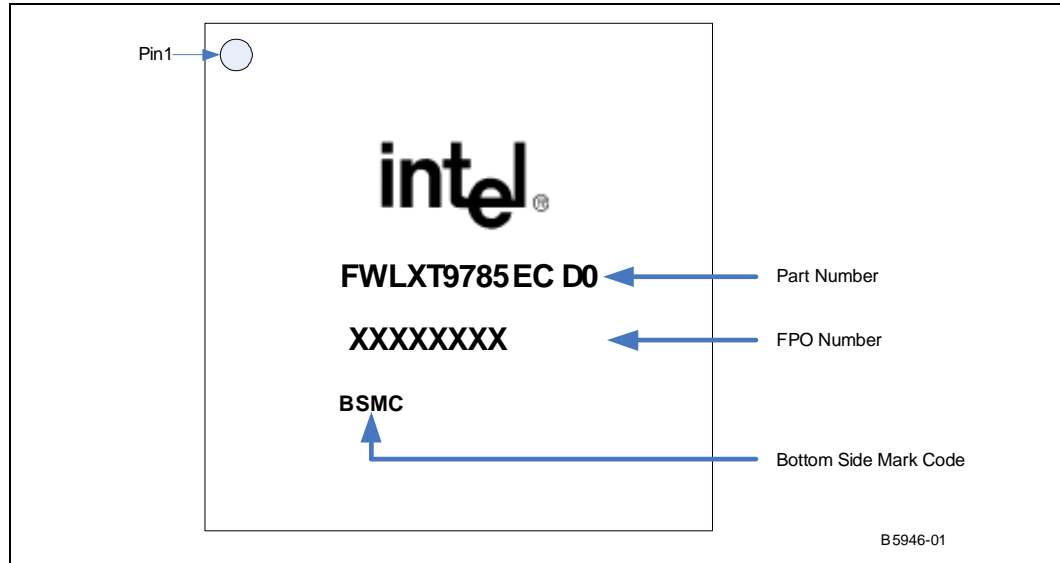 Pin1
intel®
FWLXT9785EC D0
Part Number
XXXXXXXX
FPO Number
BSMC
Bottom Side Mark Code
B5946-01